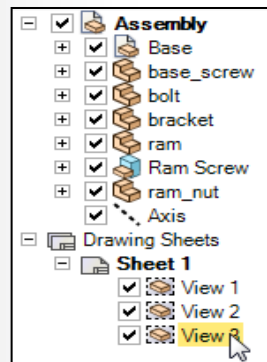 Assembly
Base
base_screw
bolt
bracket
ram
Ram Screw
ram_nut
Axis
Drawing Sheets
Sheet 1
View 1
View 2
View 3